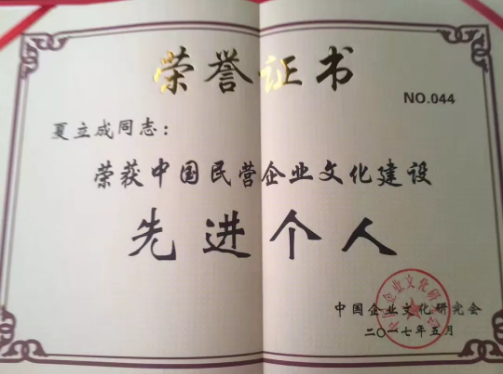 荣誉证书
NO.044
夏立成同志：
荣获中国民营企业文化建设
先进个人
中国企业文化研究会
二〇一七年五月